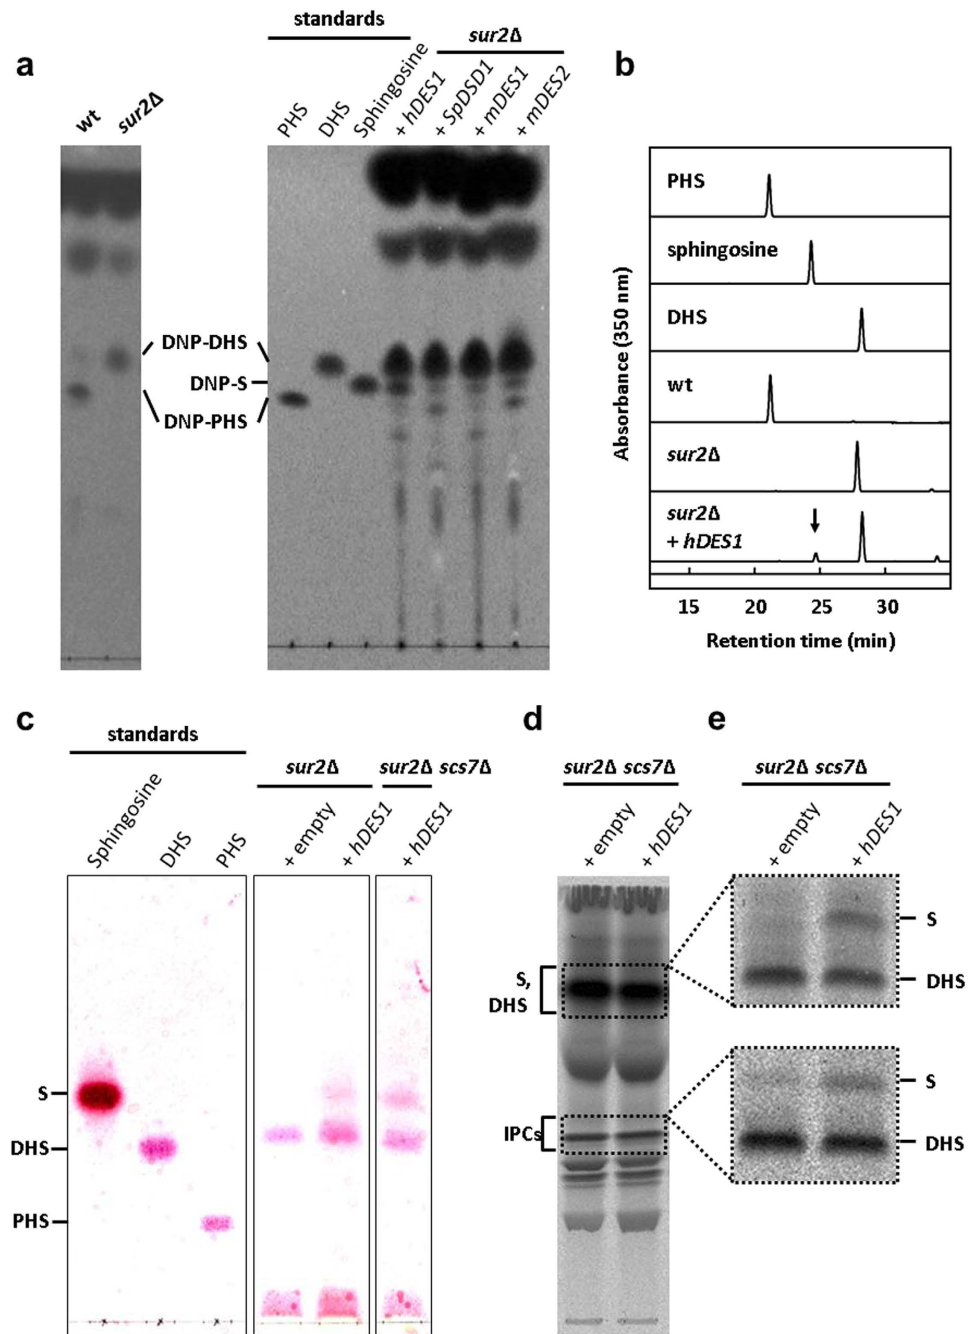 a
wt
sur2Δ
standards
sur2Δ
PHS
DHS
Sphingosine
+ hDES1
+ SpDSD1
+ mDES1
+ mDES2
DNP-DHS
DNP-S
DNP-PHS
b
PHS
sphingosine
DHS
wt
sur2Δ
sur2Δ
+ hDES1
Absorbance (350 nm)
15 20 25 30
Retention time (min)
c
standards
Sphingosine
DHS
PHS
sur2Δ
+ empty
+ hDES1
sur2Δ scs7Δ
+ hDES1
S
DHS
PHS
d
sur2Δ scs7Δ
+ empty
+ hDES1
S,
DHS
IPCs
e
sur2Δ scs7Δ
+ empty
+ hDES1
S
DHS
S
DHS